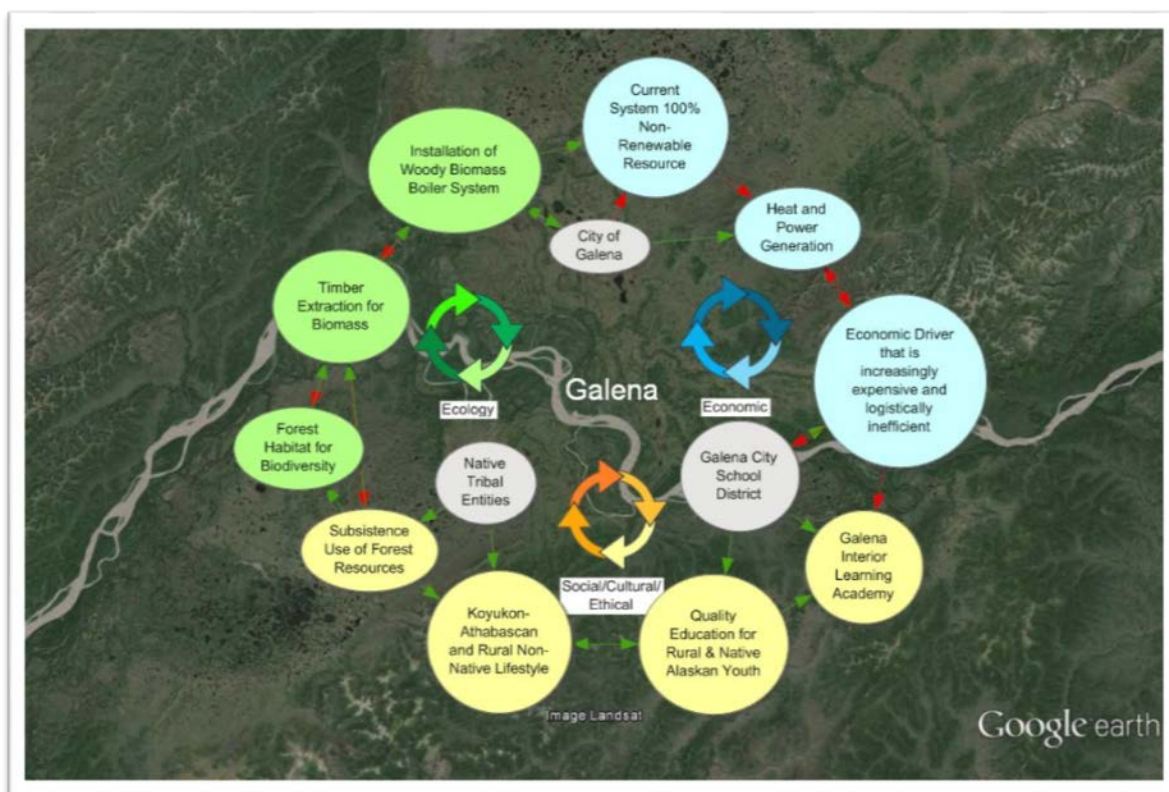 Current
System 100%
Non-
Renewable
Resource
Installation of
Woody Biomass
Boiler System
Heat and
Power
Generation
City of
Galena
Timber
Extraction for
Biomass
Economic Driver
that is
increasingly
expensive and
logistically
inefficient
Galena
Ecology
Economic
Forest
Habitat for
Biodiversity
Native
Tribal
Entities
Galena City
School
District
Subsistence
Use of Forest
Resources
Galena
Interior
Learning
Academy
Social/Cultural/
Ethical
Koyukon-
Athabascan
and Rural Non-
Native Lifestyle
Quality
Education for
Rural & Native
Alaskan Youth
Image Landsat
Google earth